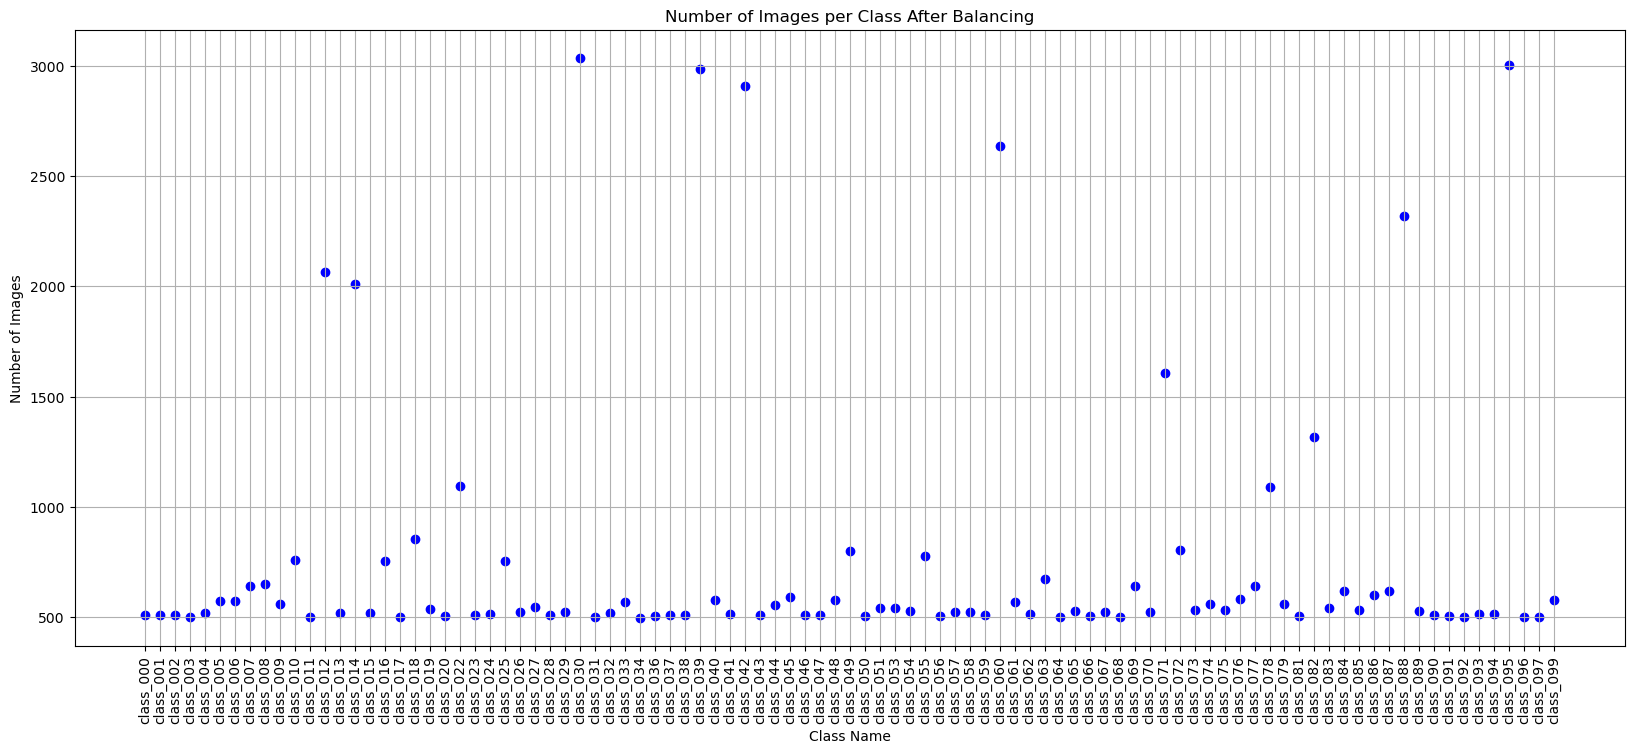 Number of Images per Class After Balancing
Number of Images
3000
2500
2000
1500
1000
500
class_000
class_001
class_002
class_003
class_004
class_005
class_006
class_007
class_008
class_009
class_010
class_011
class_012
class_013
class_014
class_015
class_016
class_017
class_018
class_019
class_020
class_022
class_023
class_024
class_025
class_026
class_027
class_028
class_029
class_030
class_031
class_032
class_033
class_034
class_036
class_037
class_038
class_039
class_040
class_041
class_042
class_043
class_044
class_045
class_046
class_047
class_048
class_049
class_050
class_051
class_053
class_054
class_055
class_056
class_057
class_058
class_059
class_060
class_061
class_062
class_063
class_064
class_065
class_066
class_067
class_068
class_069
class_070
class_071
class_072
class_073
class_074
class_075
class_076
class_077
class_078
class_079
class_081
class_082
class_083
class_084
class_085
class_086
class_087
class_088
class_089
class_090
class_091
class_092
class_093
class_094
class_095
class_096
class_097
class_099
Class Name